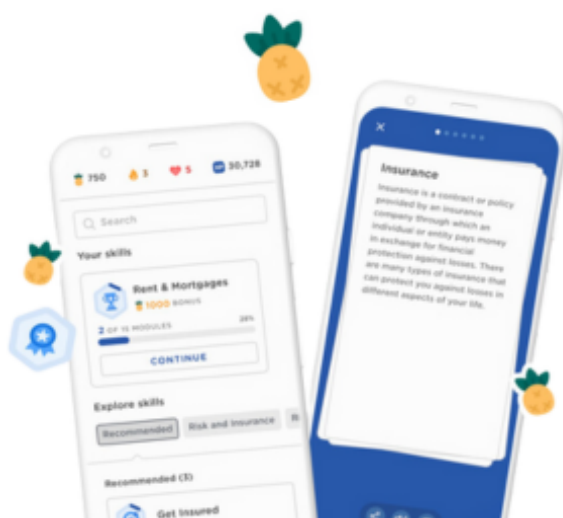 750 3 5 XP 30,728
Search
Your skills
Rent & Mortgages
1000 BONUS
2 OF 15 MODULES 26%
CONTINUE
Explore skills
Recommended Risk and insurance R
Recommended (3)
Get Insured
Insurance
Insurance is a contract or policy
provided by an insurance
company through which an
individual or entity pays money
in exchange for financial
protection against losses. There
are many types of insurance that
can protect you against losses in
different aspects of your life.